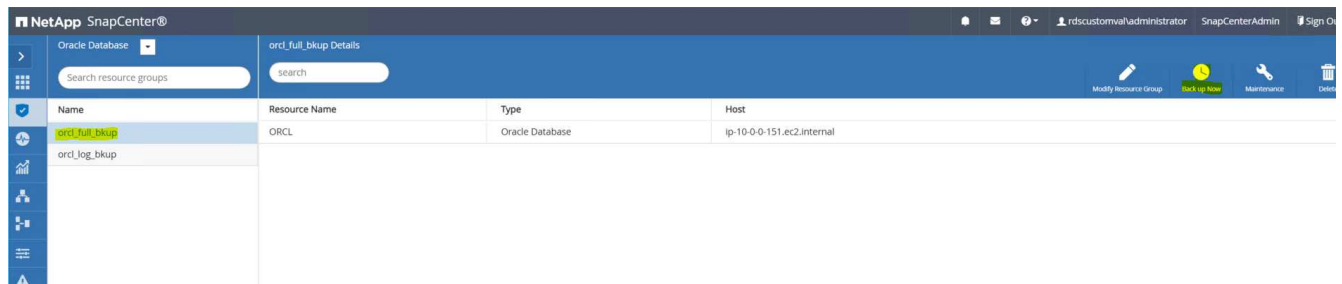 NetApp SnapCenter®
rdscustomval\administrator SnapCenterAdmin Sign Ou
Oracle Database
Search resource groups
orcl_full_bkup Details
search
Modify Resource Group Back up Now Maintenance Delete
Name
orcl_full_bkup
orcl_log_bkup
Resource Name Type Host
ORCL Oracle Database ip-10-0-0-151.ec2.internal